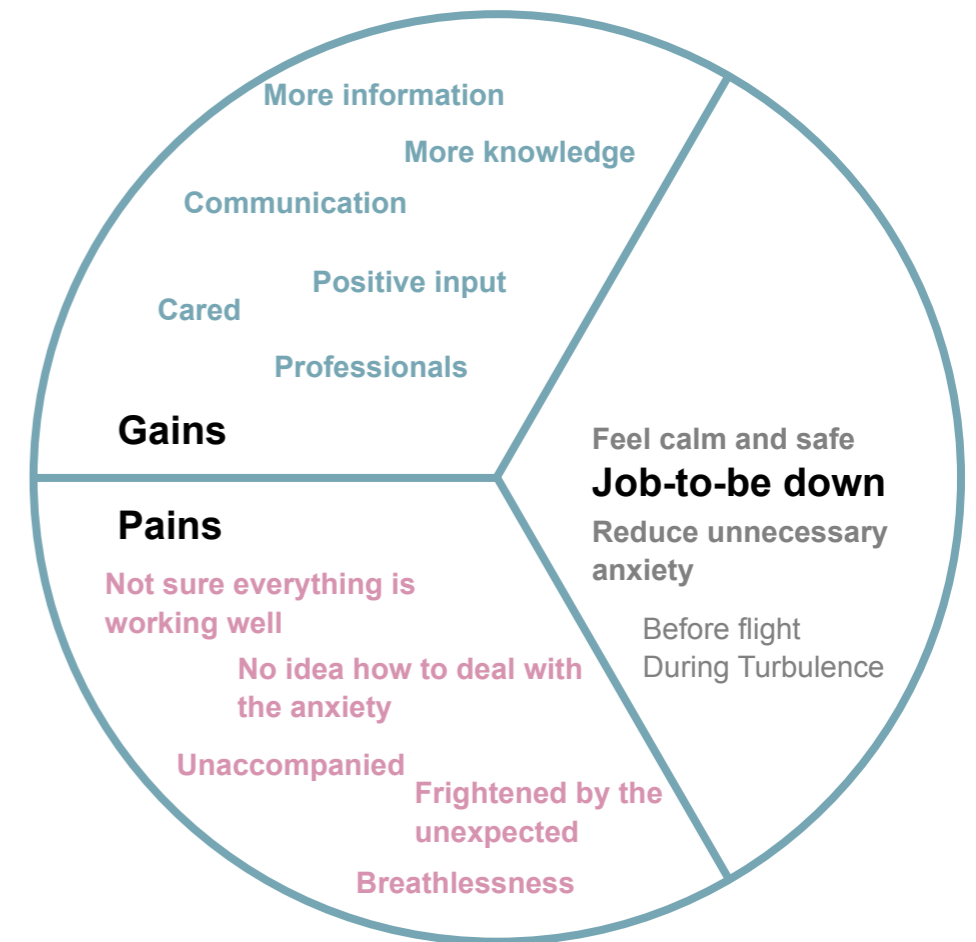 More information
More knowledge
Communication
Positive input
Cared
Professionals
Gains
Pains
Not sure everything is
working well
No idea how to deal with
the anxiety
Unaccompanied
Frightened by the
unexpected
Breathlessness
Feel calm and safe
Job-to-be down
Reduce unnecessary
anxiety
Before flight
During Turbulence